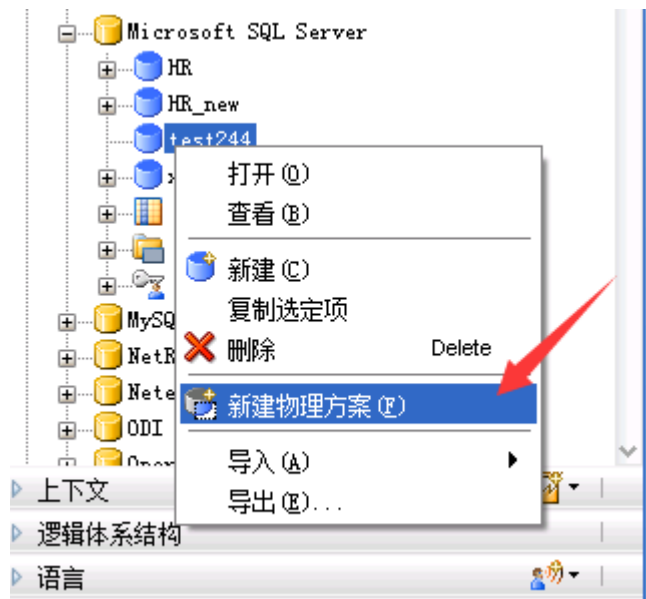 Microsoft SQL Server
HR
HR_new
test244
打开(O)
查看(B)
新建(C)
复制选定项
MySQ
删除 Delete
NetR
Nete
新建物理方案(F)
ODI
导入(A)
上下文
导出(E)...
逻辑体系结构
语言